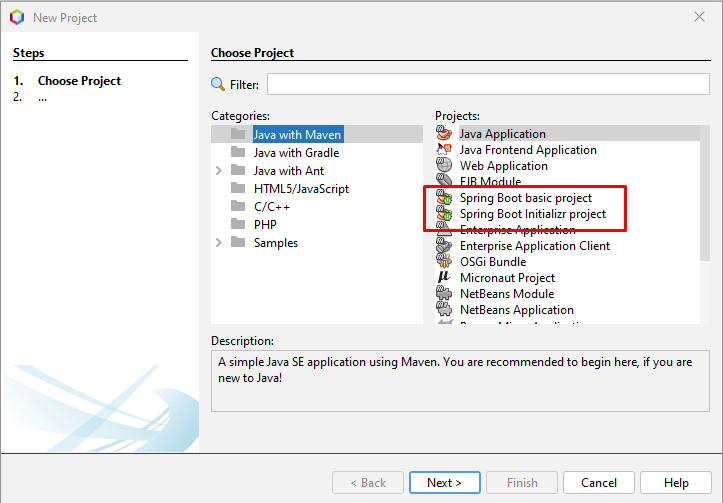 New Project
Steps
1. Choose Project
2. ...
Choose Project
Filter:
Categories:
Java with Maven
Java with Gradle
Java with Ant
HTML5/JavaScript
C/C++
PHP
Samples
Projects:
Java Application
Java Frontend Application
Web Application
EJB Module
Spring Boot basic project
Spring Boot Initializr project
Enterprise Application
Enterprise Application Client
OSGi Bundle
Micronaut Project
NetBeans Module
NetBeans Application
Description:
A simple Java SE application using Maven. You are recommended to begin here, if you are
new to Java!
< Back
Next >
Finish
Cancel
Help